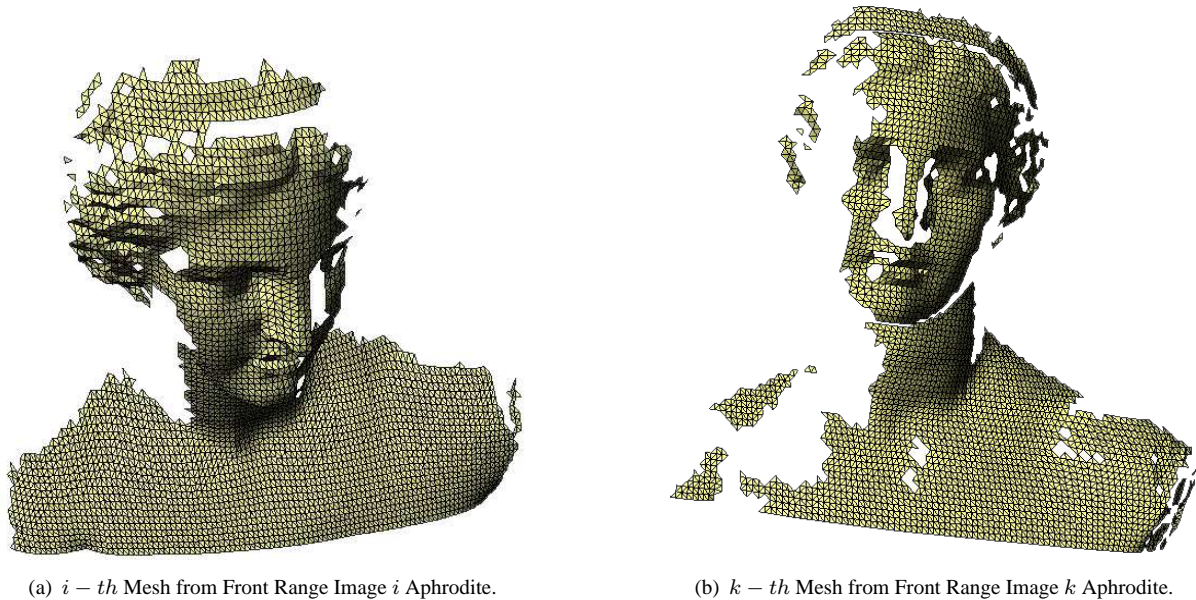 (a) i − th Mesh from Front Range Image i Aphrodite.
(b) k − th Mesh from Front Range Image k Aphrodite.